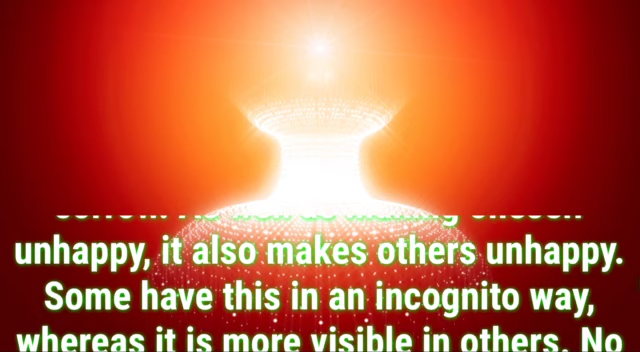 unhappy, it also makes others unhappy.
Some have this in an incognito way,
whereas it is more visible in others. No